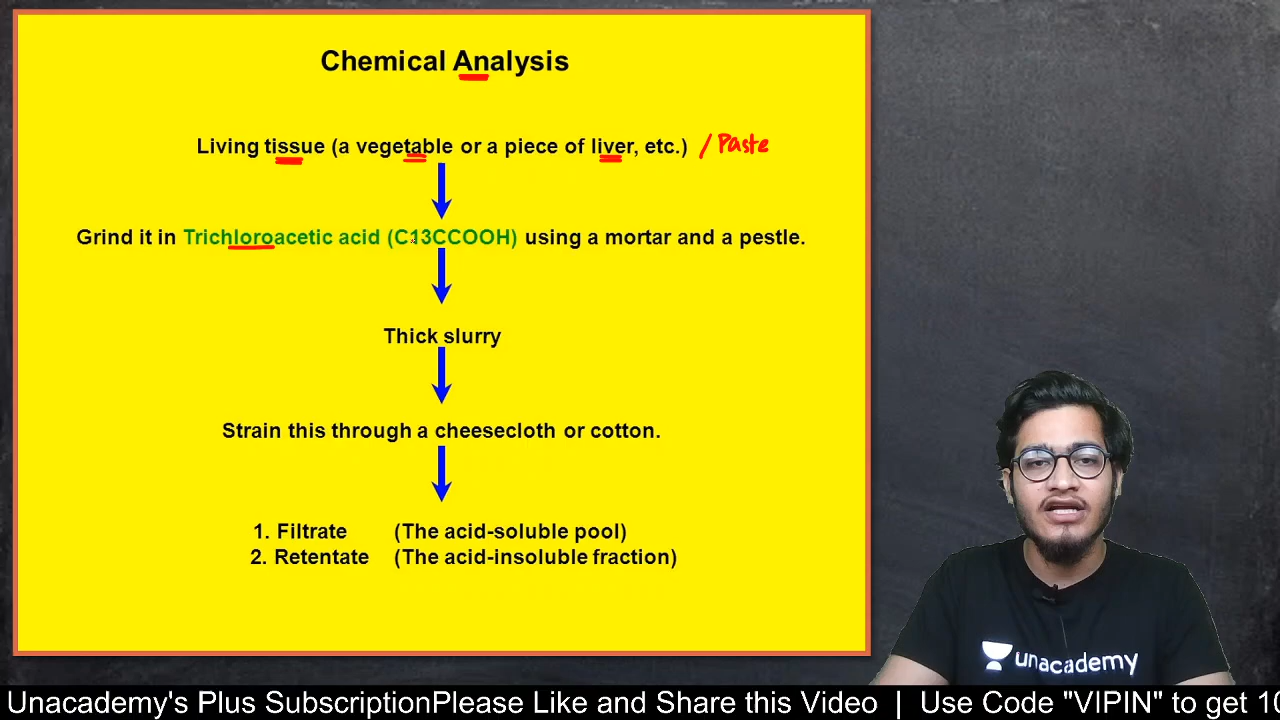 Chemical Analysis
Living tissue (a vegetable or a piece of liver, etc.) / Paste
Grind it in Trichloroacetic acid (C13CCOOH) using a mortar and a pestle.
Thick slurry
Strain this through a cheesecloth or cotton.
1. Filtrate (The acid-soluble pool)
2. Retentate (The acid-insoluble fraction)
unacademy
Unacademy's Plus SubscriptionPlease Like and Share this Video | Use Code "VIPIN" to get 10